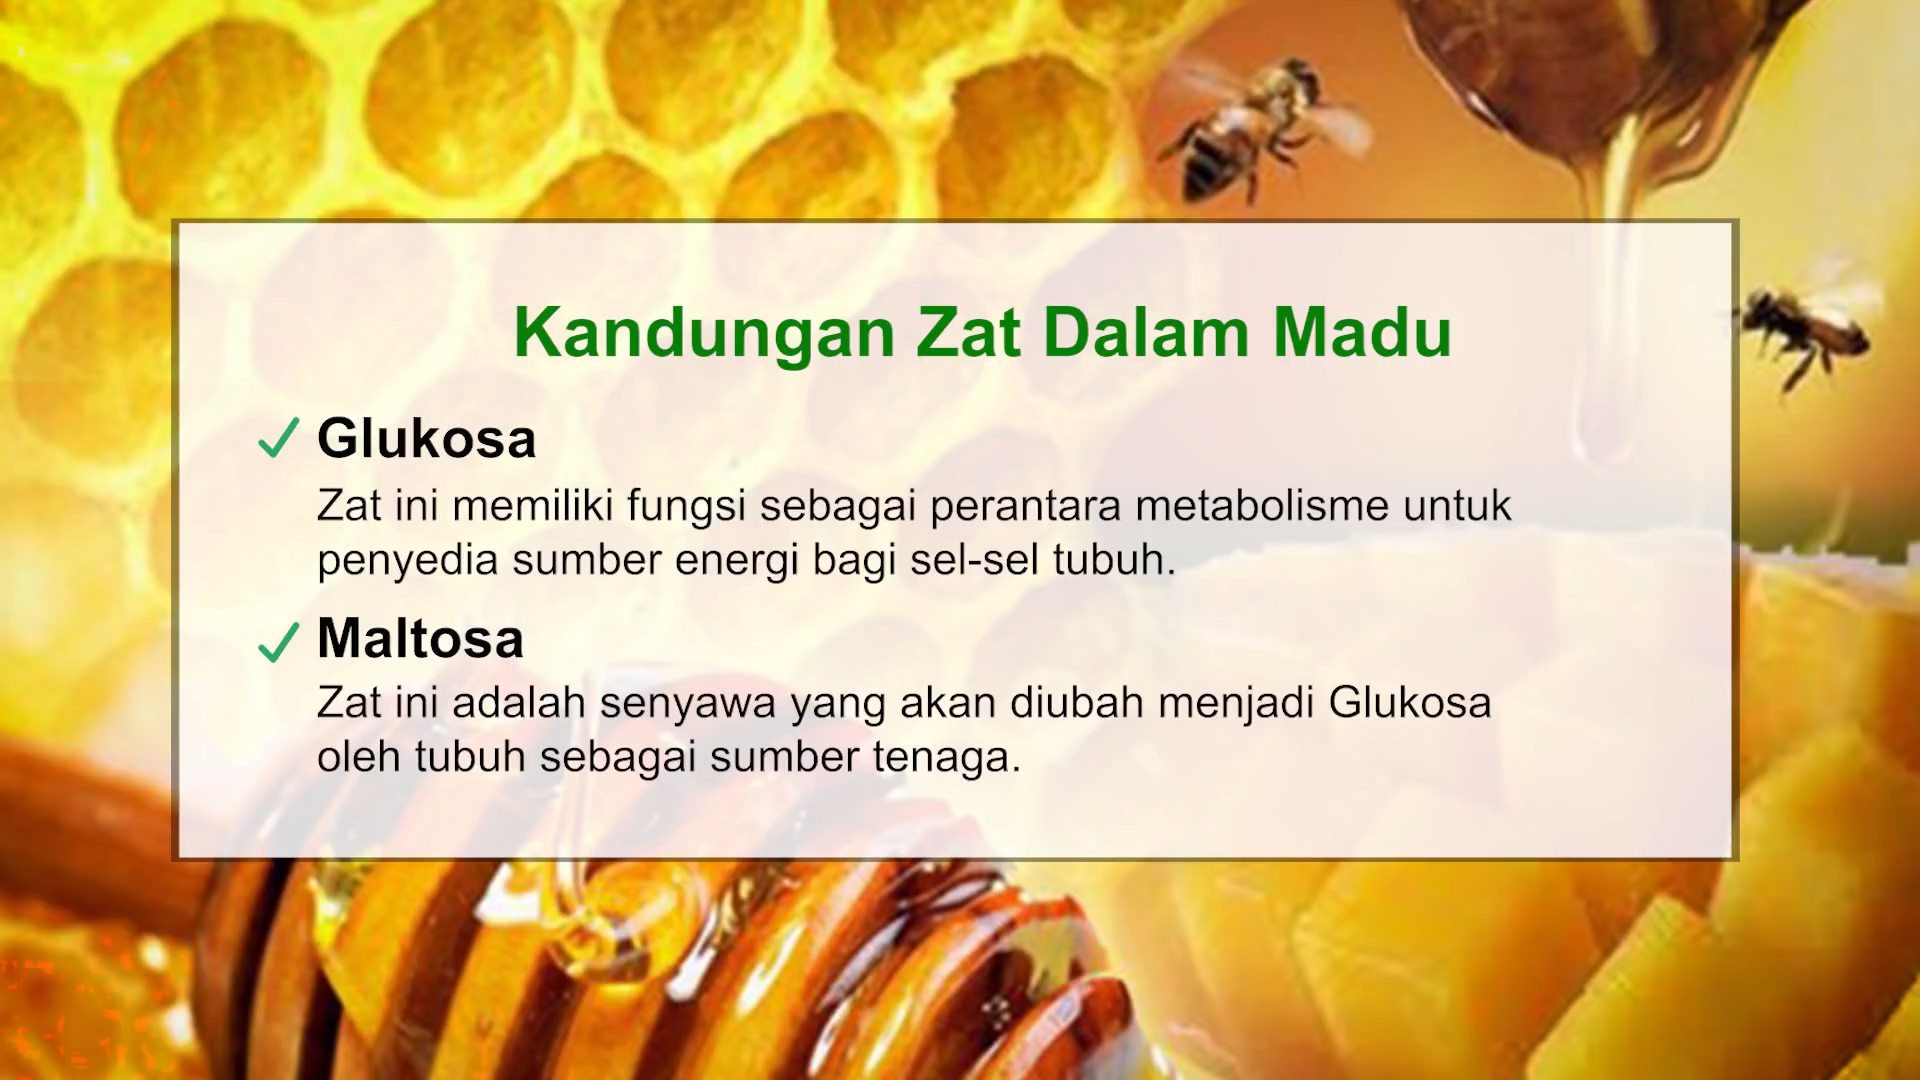 Kandungan Zat Dalam Madu
Glukosa
Zat ini memiliki fungsi sebagai perantara metabolisme untuk
penyedia sumber energi bagi sel-sel tubuh.
Maltosa
Zat ini adalah senyawa yang akan diubah menjadi Glukosa
oleh tubuh sebagai sumber tenaga.